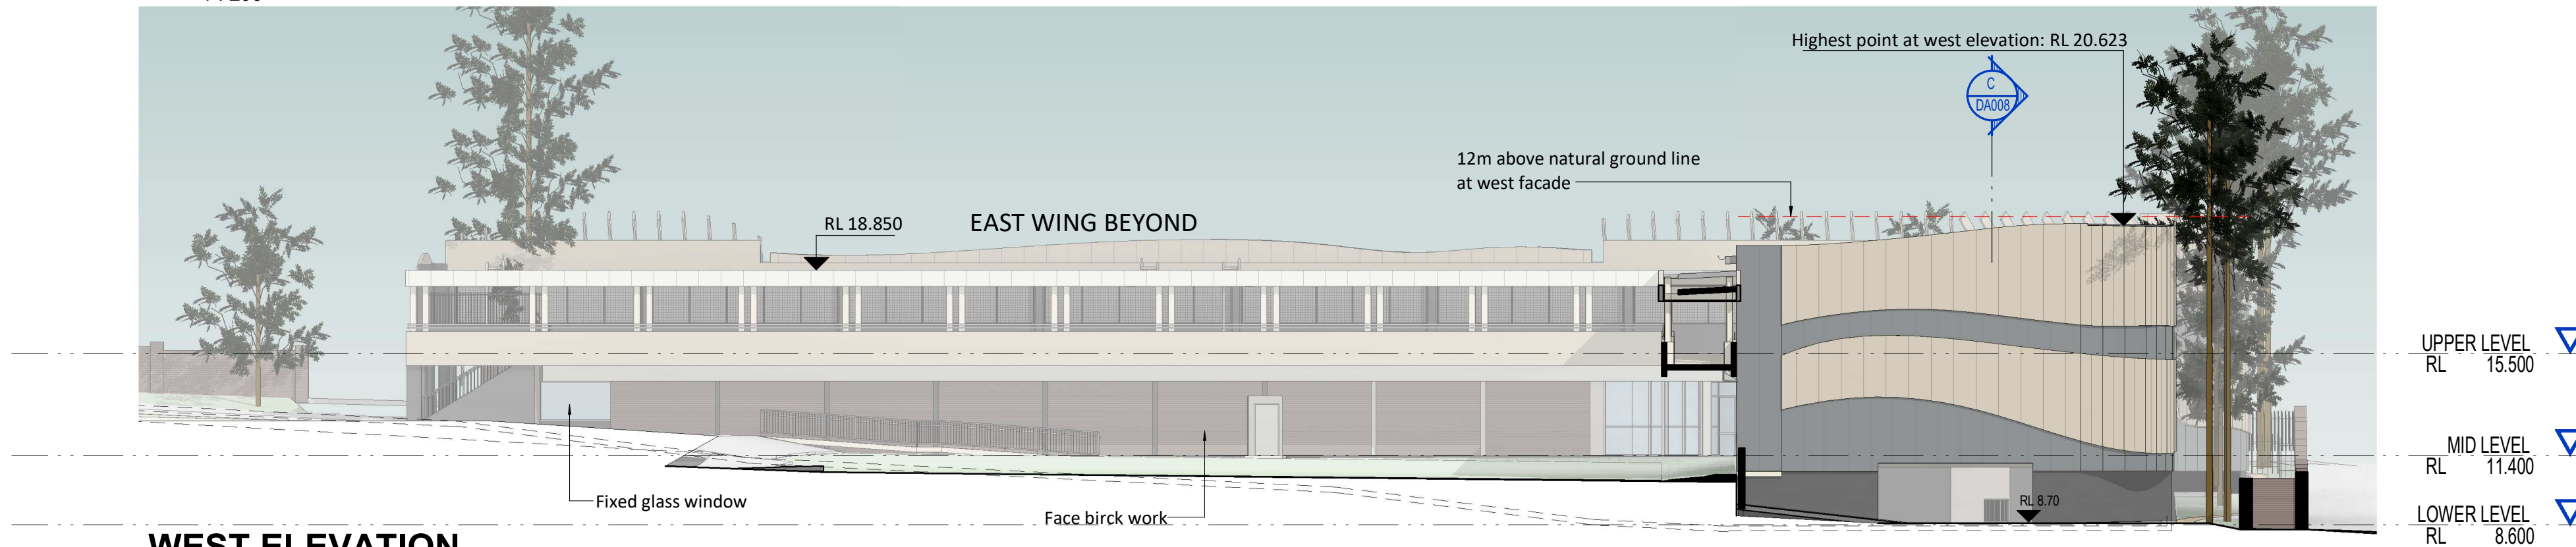 Highest point at west elevation: RL 20.623
C
DA008
12m above natural ground line
at west facade
RL 18.850
EAST WING BEYOND
UPPER LEVEL
RL 15.500
MID LEVEL
RL 11.400
Fixed glass window
Face birck work
RL 8.70
LOWER LEVEL
RL 8.600
WEST ELEVATION